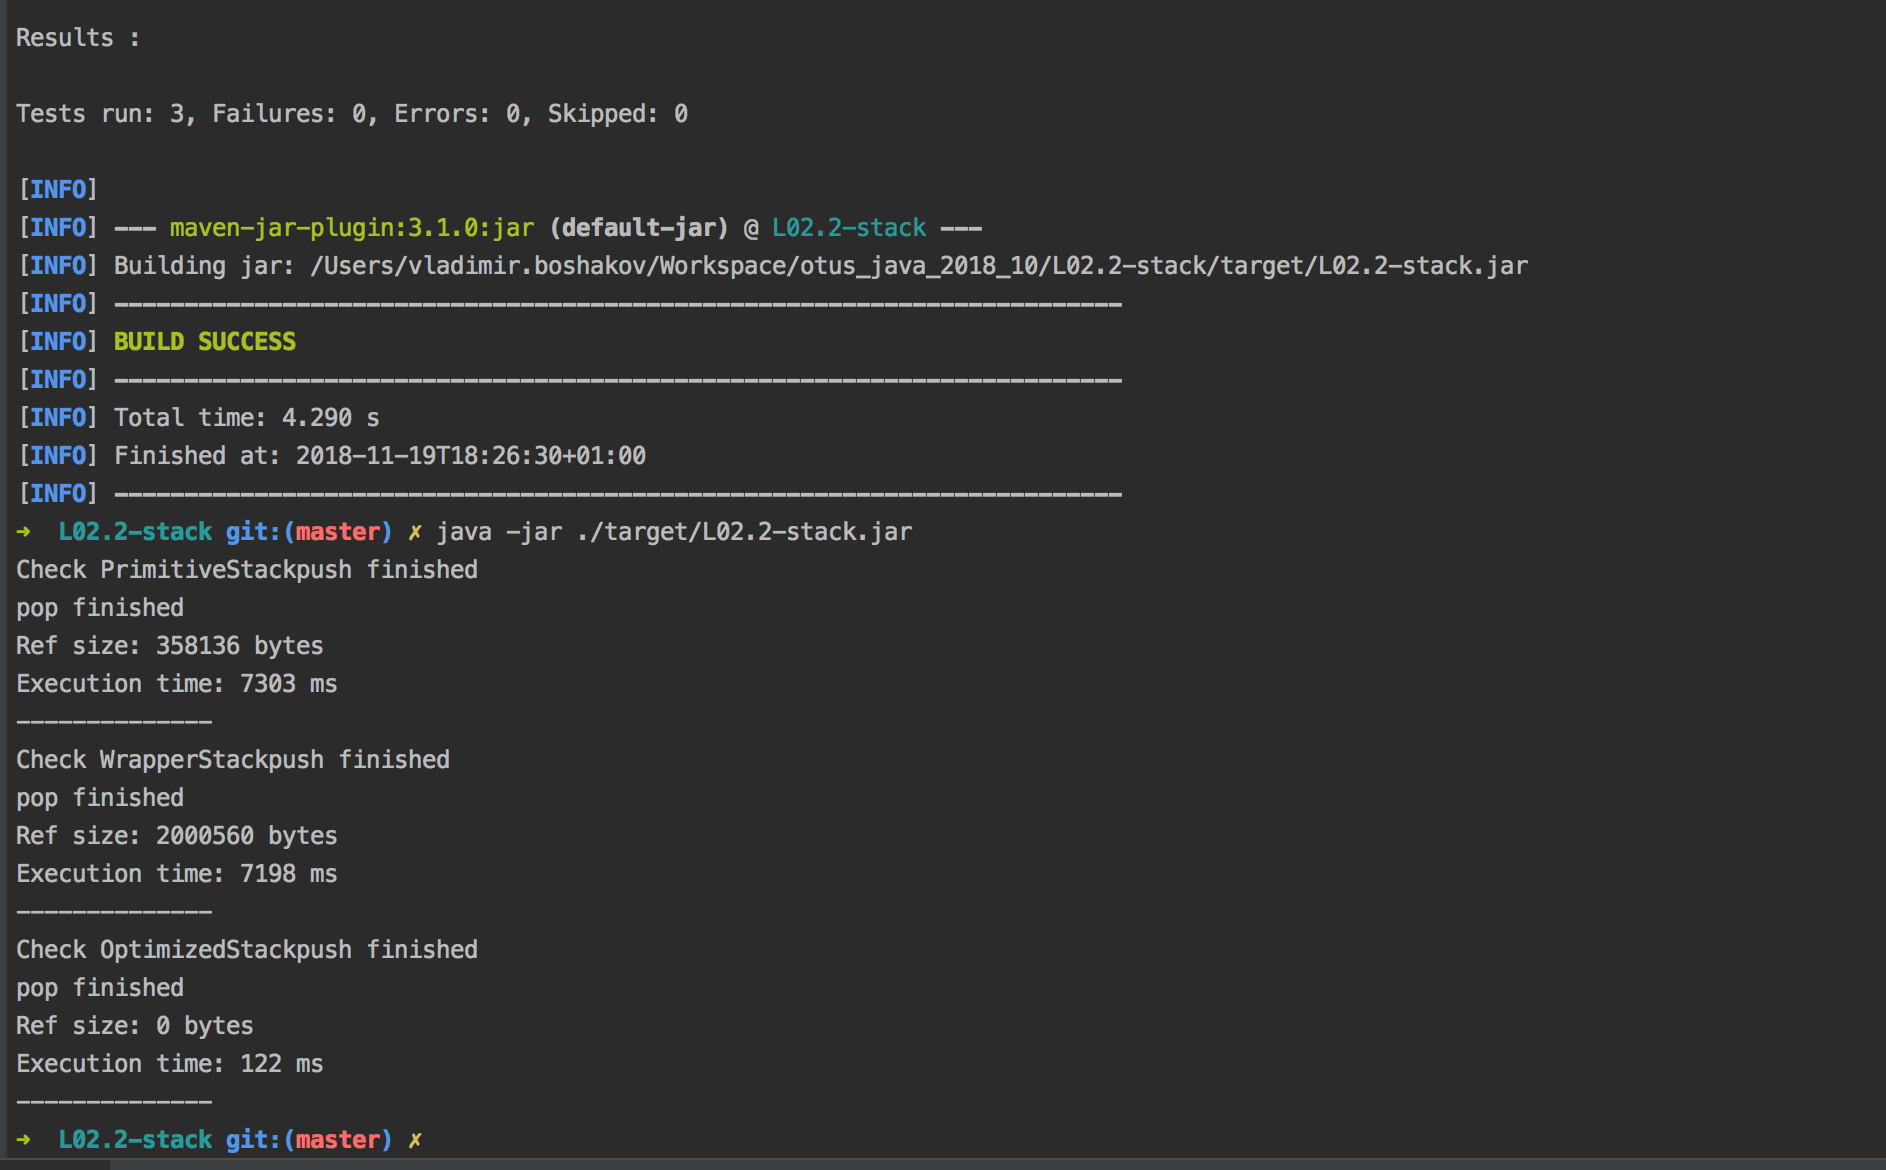 Results :
Tests run: 3, Failures: 0, Errors: 0, Skipped: 0
[INFO]
[INFO] --- maven-jar-plugin:3.1.0:jar (default-jar) @ L02.2-stack ---
[INFO] Building jar: /Users/vladimir.boshakov/Workspace/otus_java_2018_10/L02.2-stack/target/L02.2-stack.jar
[INFO] ------------------------------------------------------------------------
[INFO] BUILD SUCCESS
[INFO] ------------------------------------------------------------------------
[INFO] Total time: 4.290 s
[INFO] Finished at: 2018-11-19T18:26:30+01:00
[INFO] ------------------------------------------------------------------------
➜  L02.2-stack git:(master) ✗ java -jar ./target/L02.2-stack.jar
Check PrimitiveStackpush finished
pop finished
Ref size: 358136 bytes
Execution time: 7303 ms
--------------
Check WrapperStackpush finished
pop finished
Ref size: 2000560 bytes
Execution time: 7198 ms
--------------
Check OptimizedStackpush finished
pop finished
Ref size: 0 bytes
Execution time: 122 ms
--------------
➜  L02.2-stack git:(master) ✗